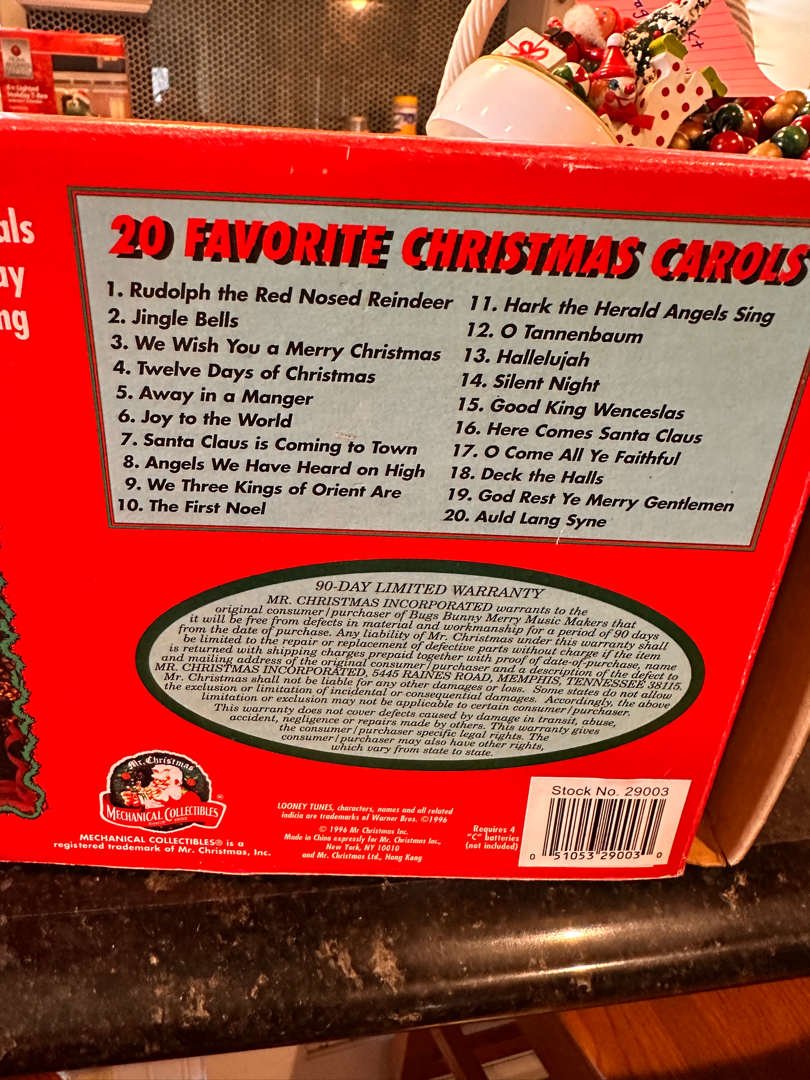 als
ay
ng
20 FAVORITE CHRISTMAS CAROLS
1. Rudolph the Red Nosed Reindeer
2. Jingle Bells
3. We Wish You a Merry Christmas
4. Twelve Days of Christmas
5. Away in a Manger
6. Joy to the World
7. Santa Claus is Coming to Town
8. Angels We Have Heard on High
9. We Three Kings of Orient Are
10. The First Noel
11. Hark the Herald Angels Sing
12. O Tannenbaum
13. Hallelujah
14. Silent Night
15. Good King Wenceslas
16. Here Comes Santa Claus
17. O Come All Ye Faithful
18. Deck the Halls
19. God Rest Ye Merry Gentlemen
20. Auld Lang Syne
90-DAY LIMITED WARRANTY
MR. CHRISTMAS INCORPORATED warrants to the
original consumer/purchaser of Bugs Bunny Merry Music Makers that
it will be free from defects in material and workmanship for a period of 90 days
from the date of purchase. Any liability of Mr. Christmas under this warranty shall
be limited to the repair or replacement of defective parts without charge if the item
is returned with shipping charges prepaid together with proof of date-of-purchase, name
and mailing address of the original consumer/purchaser and a description of the defect to
MR. CHRISTMAS INCORPORATED, 5445 RAINES ROAD, MEMPHIS, TENNESSEE 38115.
Mr. Christmas shall not be liable for any other damages or loss. Some states do not allow
the exclusion or limitation of incidental or consequential damages. Accordingly, the above
limitation or exclusion may not be applicable to certain consumer/purchaser.
This warranty does not cover defects caused by damage in transit, abuse,
accident, negligence or repairs made by others. This warranty gives
the consumer/purchaser specific legal rights. The
consumer/purchaser may also have other rights,
which vary from state to state.
Mr. Christmas
MECHANICAL COLLECTIBLES
MECHANICAL COLLECTIBLES® is a
registered trademark of Mr. Christmas, Inc.
LOONEY TUNES, characters, names and all related
indicia are trademarks of Warner Bros. ©1996
© 1996 Mr Christmas Inc.
Made in China expressly for Mr. Christmas Inc.,
New York, NY 10010
and Mr. Christmas Ltd., Hong Kong
Requires 4
"C" batteries
(not included)
Stock No. 29003
0 51053 29003 0